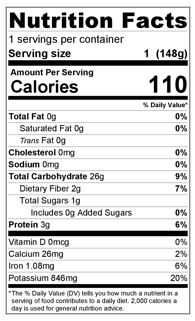 Nutrition Facts
1 servings per container
Serving size 1 (148g)
Amount Per Serving
Calories 110
% Daily Value*
Total Fat 0g 0%
Saturated Fat 0g 0%
Trans Fat 0g
Cholesterol 0mg 0%
Sodium 0mg 0%
Total Carbohydrate 26g 9%
Dietary Fiber 2g 7%
Total Sugars 1g
Includes 0g Added Sugars 0%
Protein 3g 6%
Vitamin D 0mcg 0%
Calcium 26mg 2%
Iron 1.08mg 6%
Potassium 846mg 20%
*The % Daily Value (DV) tells you how much a nutrient in a
serving of food contributes to a daily diet. 2,000 calories a
day is used for general nutrition advice.